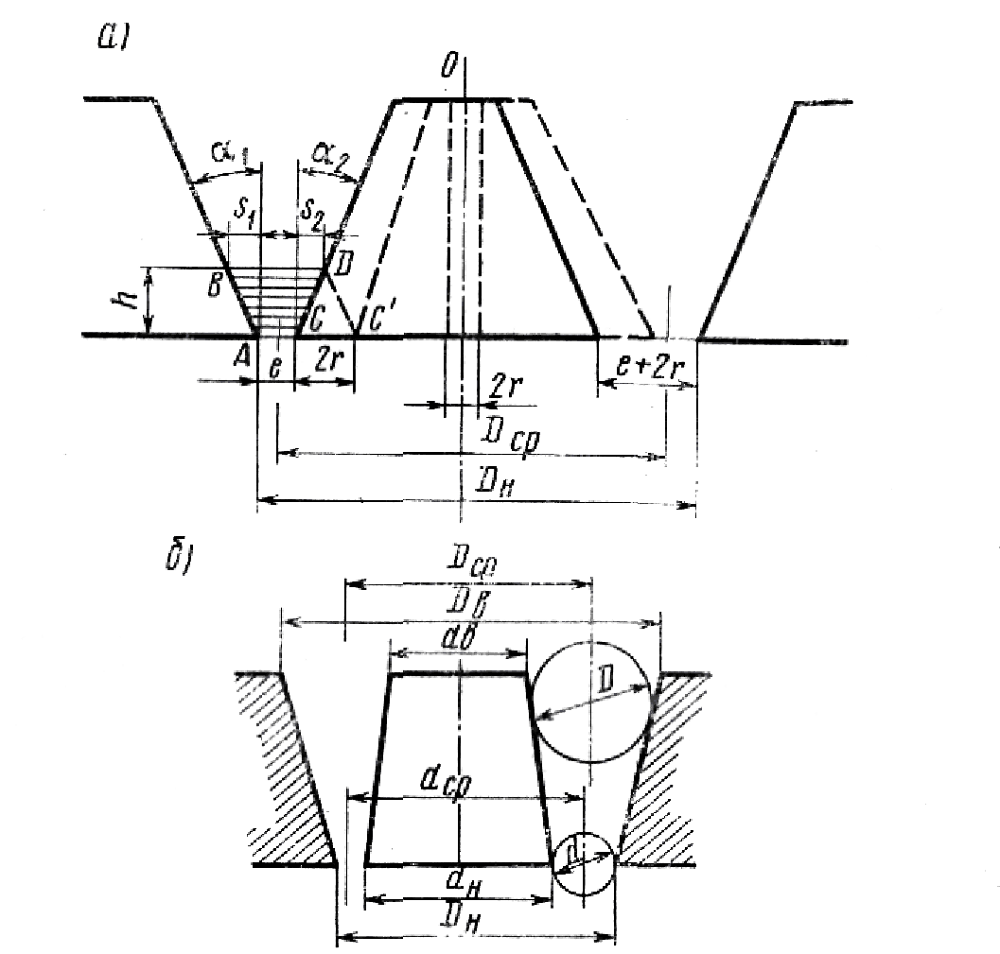 а)
O
α₁ α₂
s₁ s₂
h
B D
A C C'
e 2r e+2r
2r
Dср
Dн
б)
Dср
Dв
dв
D
dср
d
dн
Dн